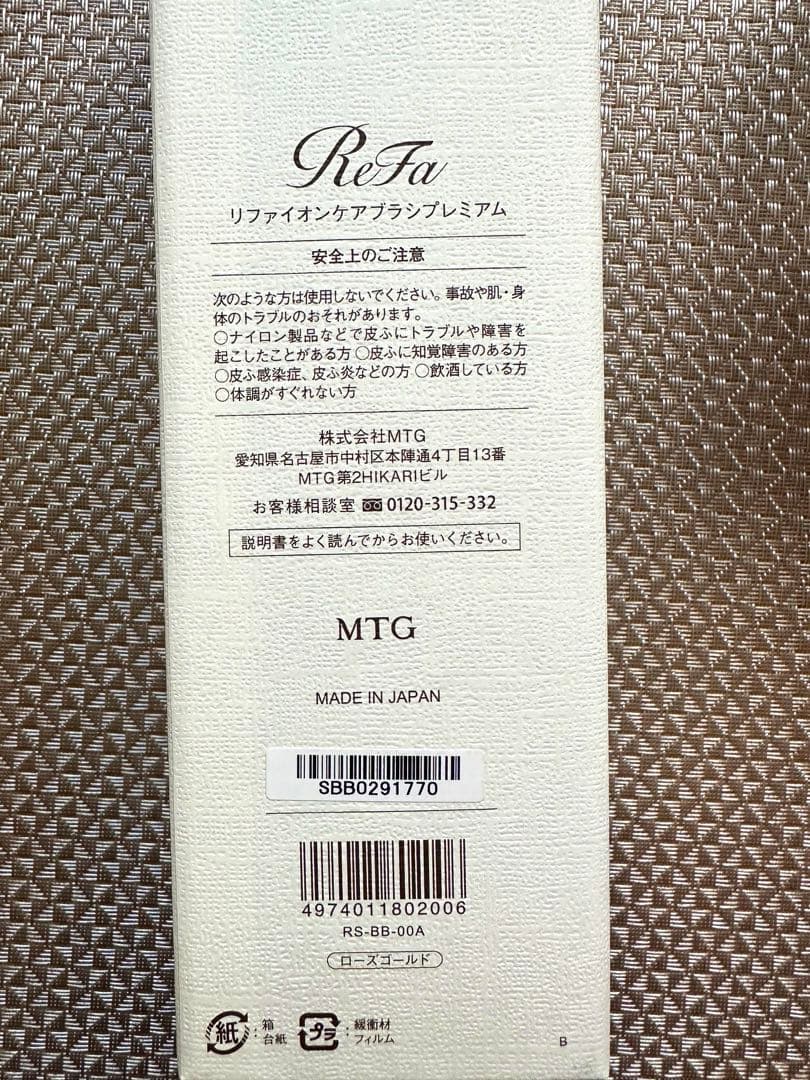 ReFa
リファイオンケアブラシプレミアム
安全上のご注意
次のような方は使用しないでください。事故や肌・身
体のトラブルのおそれがあります。
○ナイロン製品などで皮ふにトラブルや障害を
起こしたことがある方 ○皮ふに知覚障害のある方
○皮ふ感染症、皮ふ炎などの方 ○飲酒している方
○体調がすぐれない方
株式会社MTG
愛知県名古屋市中村区本陣通4丁目13番
MTG第2HIKARIビル
お客様相談室 0120-315-332
説明書をよく読んでからお使いください。
MTG
MADE IN JAPAN
SBB0291770
4974011802006
RS-BB-00A
ローズゴールド
紙 : 箱 台紙
プラ : 緩衝材 フィルム
B